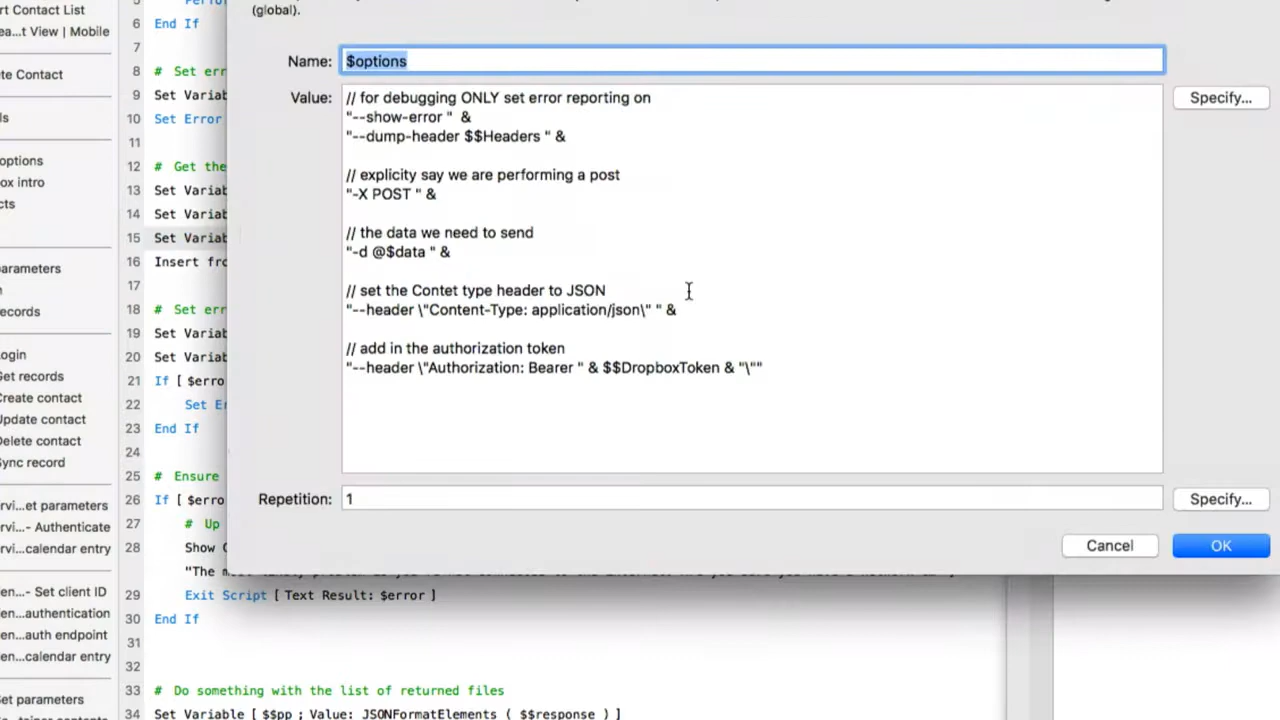 rt Contact List
ea...t View | Mobile
te Contact
ls
options
ox intro
cts
arameters
n
ecords
ogin
Get records
Create contact
Update contact
Delete contact
Sync record
rvi...et parameters
rvi...- Authenticate
rvi...calendar entry
en...- Set client ID
en...authentication
en...auth endpoint
en...calendar entry
et parameters
6 End If
7
8 # Set err
9 Set Variab
10 Set Error
11
12 # Get the
13 Set Variab
14 Set Variab
15 Set Variab
16 Insert fro
17
18 # Set err
19 Set Variab
20 Set Variab
21 If [ $erro
22 Set Er
23 End If
24
25 # Ensure
26 If [ $erro
27 # Up
28 Show C
29 Exit Script [ Text Result: $error ]
30 End If
31
32
33 # Do something with the list of returned files
34 Set Variable [ $$pp ; Value: JSONFormatElements ( $$response ) ]
(global).
Name: $options
Value:
// for debugging ONLY set error reporting on
"--show-error " &
"--dump-header $$Headers " &
// explicity say we are performing a post
"-X POST " &
// the data we need to send
"-d @$data " &
// set the Contet type header to JSON
"--header \"Content-Type: application/json\" " &
// add in the authorization token
"--header \"Authorization: Bearer " & $$DropboxToken & "\""
Specify...
Repetition: 1
Specify...
Cancel
OK